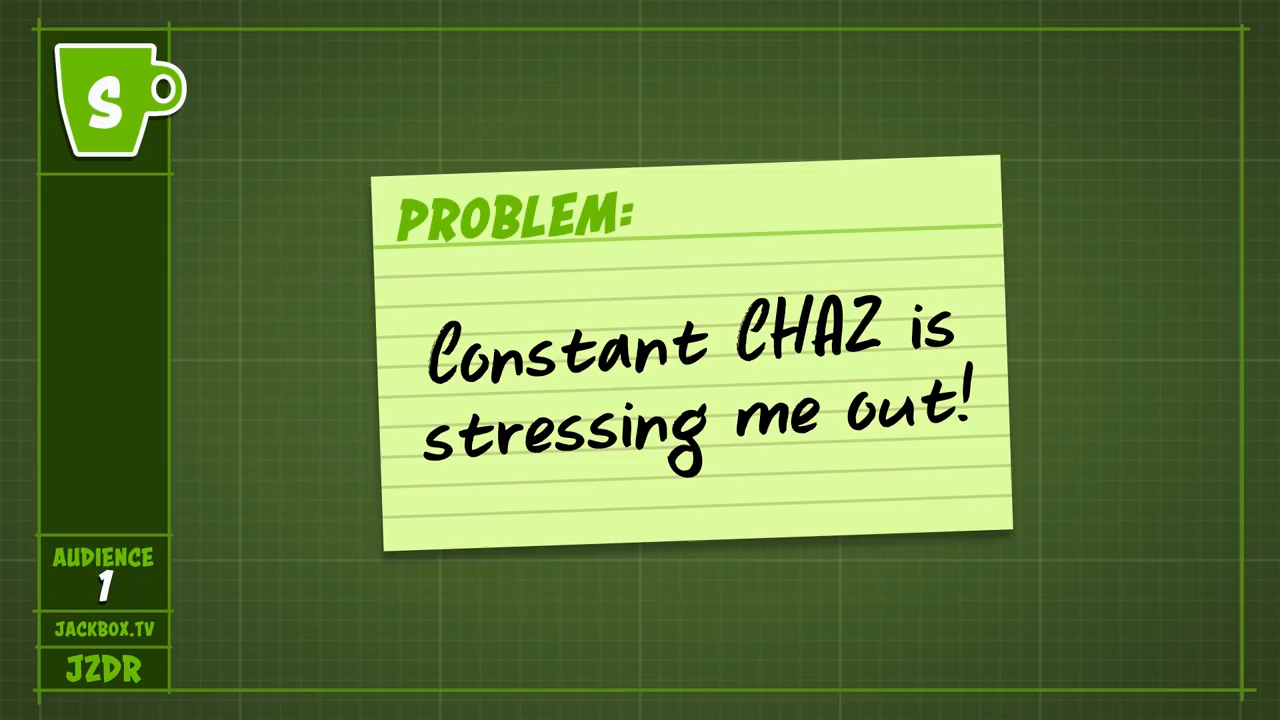 S
PROBLEM:
Constant CHAZ is
stressing me out!
AUDIENCE
1
JACKBOX.TV
JZDR